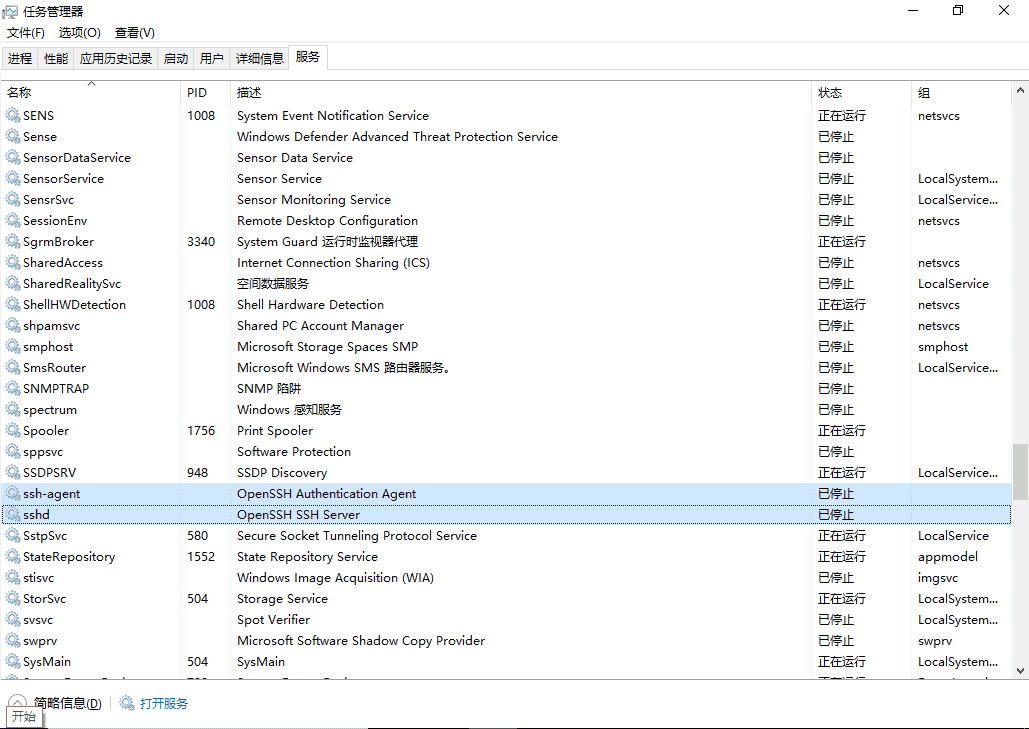 任务管理器
文件(F) 选项(O) 查看(V)
进程 性能 应用历史记录 启动 用户 详细信息 服务
名称 PID 描述 状态 组
SENS 1008 System Event Notification Service 正在运行 netsvcs
Sense Windows Defender Advanced Threat Protection Service 已停止
SensorDataService Sensor Data Service 已停止
SensorService Sensor Service 已停止 LocalSystem...
SensrSvc Sensor Monitoring Service 已停止 LocalService...
SessionEnv Remote Desktop Configuration 已停止 netsvcs
SgrmBroker 3340 System Guard 运行时监视器代理 正在运行
SharedAccess Internet Connection Sharing (ICS) 已停止 netsvcs
SharedRealitySvc 空间数据服务 已停止 LocalService
ShellHWDetection 1008 Shell Hardware Detection 正在运行 netsvcs
shpamsvc Shared PC Account Manager 已停止 netsvcs
smphost Microsoft Storage Spaces SMP 已停止 smphost
SmsRouter Microsoft Windows SMS 路由器服务。 已停止 LocalService...
SNMPTRAP SNMP 陷阱 已停止
spectrum Windows 感知服务 已停止
Spooler 1756 Print Spooler 正在运行
sppsvc Software Protection 已停止
SSDPSRV 948 SSDP Discovery 正在运行 LocalService...
ssh-agent OpenSSH Authentication Agent 已停止
sshd OpenSSH SSH Server 已停止
SstpSvc 580 Secure Socket Tunneling Protocol Service 正在运行 LocalService
StateRepository 1552 State Repository Service 正在运行 appmodel
stisvc Windows Image Acquisition (WIA) 已停止 imgsvc
StorSvc 504 Storage Service 正在运行 LocalSystem...
svsvc Spot Verifier 已停止 LocalSystem...
swprv Microsoft Software Shadow Copy Provider 已停止 swprv
SysMain 504 SysMain 正在运行 LocalSystem...
简略信息(D) 打开服务
开始